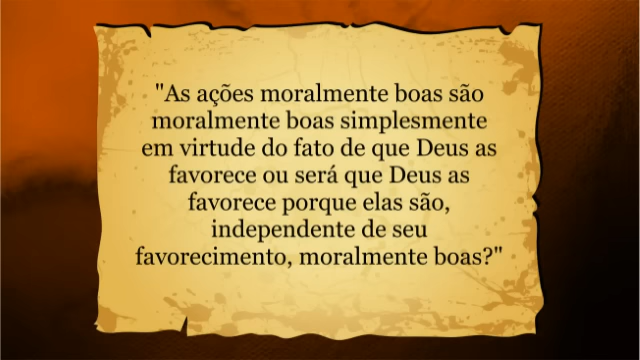 "As ações moralmente boas são
moralmente boas simplesmente
em virtude do fato de que Deus as
favorece ou será que Deus as
favorece porque elas são,
independente de seu
favorecimento, moralmente boas?"